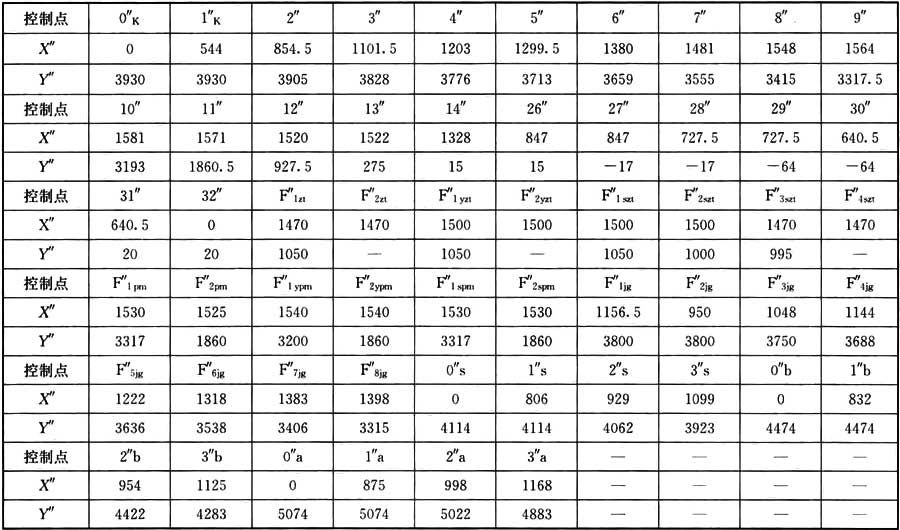 控制点 0″K 1″K 2″ 3″ 4″ 5″ 6″ 7″ 8″ 9″
X″ 0 544 854.5 1101.5 1203 1299.5 1380 1481 1548 1564
Y″ 3930 3930 3905 3828 3776 3713 3659 3555 3415 3317.5
控制点 10″ 11″ 12″ 13″ 14″ 26″ 27″ 28″ 29″ 30″
X″ 1581 1571 1520 1522 1328 847 847 727.5 727.5 640.5
Y″ 3193 1860.5 927.5 275 15 15 －17 －17 －64 －64
控制点 31″ 32″ F″1zt F″2zt F″1yzt F″2yzt F″1szt F″2szt F″3szt F″4szt
X″ 640.5 0 1470 1470 1500 1500 1500 1500 1470 1470
Y″ 20 20 1050 — 1050 — 1050 1000 995 —
控制点 F″1pm F″2pm F″1ypm F″2ypm F″1spm F″2spm F″1jg F″2jg F″3jg F″4jg
X″ 1530 1525 1540 1540 1530 1530 1156.5 950 1048 1144
Y″ 3317 1860 3200 1860 3317 1860 3800 3800 3750 3688
控制点 F″5jg F″6jg F″7jg F″8jg 0″s 1″s 2″s 3″s 0″b 1″b
X″ 1222 1318 1383 1398 0 806 929 1099 0 832
Y″ 3636 3538 3406 3315 4114 4114 4062 3923 4474 4474
控制点 2″b 3″b 0″a 1″a 2″a 3″a — — — —
X″ 954 1125 0 875 998 1168 — — — —
Y″ 4422 4283 5074 5074 5022 4883 — — — —